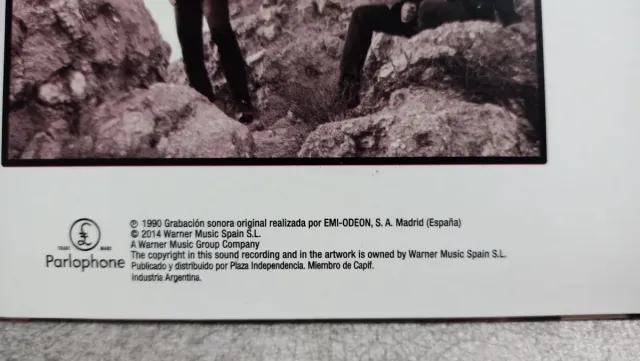 ℗ 1990 Grabación sonora original realizada por EMI-ODEON, S. A. Madrid (España)
© 2014 Warner Music Spain S.L.
A Warner Music Group Company
The copyright in this sound recording and in the artwork is owned by Warner Music Spain S.L.
Publicado y distribuido por Plaza Independencia. Miembro de Capif.
Industria Argentina.
£
TRADE MARK
Parlophone